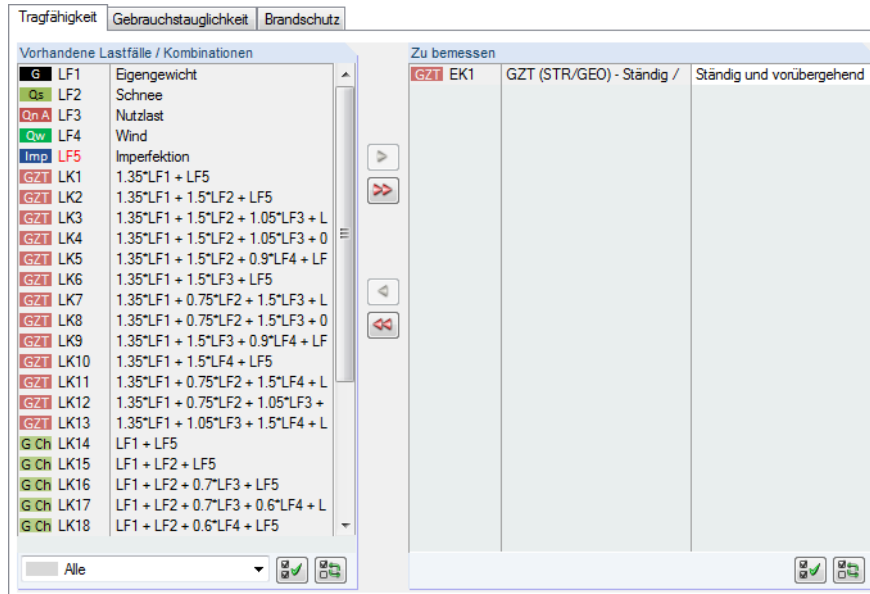 Tragfähigkeit Gebrauchstauglichkeit Brandschutz
Vorhandene Lastfälle / Kombinationen
G LF1 Eigengewicht
Qs LF2 Schnee
Qn A LF3 Nutzlast
Qw LF4 Wind
Imp LF5 Imperfektion
GZT LK1 1.35*LF1 + LF5
GZT LK2 1.35*LF1 + 1.5*LF2 + LF5
GZT LK3 1.35*LF1 + 1.5*LF2 + 1.05*LF3 + L
GZT LK4 1.35*LF1 + 1.5*LF2 + 1.05*LF3 + 0
GZT LK5 1.35*LF1 + 1.5*LF2 + 0.9*LF4 + LF
GZT LK6 1.35*LF1 + 1.5*LF3 + LF5
GZT LK7 1.35*LF1 + 0.75*LF2 + 1.5*LF3 + L
GZT LK8 1.35*LF1 + 0.75*LF2 + 1.5*LF3 + 0
GZT LK9 1.35*LF1 + 1.5*LF3 + 0.9*LF4 + LF
GZT LK10 1.35*LF1 + 1.5*LF4 + LF5
GZT LK11 1.35*LF1 + 0.75*LF2 + 1.5*LF4 + L
GZT LK12 1.35*LF1 + 0.75*LF2 + 1.05*LF3 +
GZT LK13 1.35*LF1 + 1.05*LF3 + 1.5*LF4 + L
G Ch LK14 LF1 + LF5
G Ch LK15 LF1 + LF2 + LF5
G Ch LK16 LF1 + LF2 + 0.7*LF3 + LF5
G Ch LK17 LF1 + LF2 + 0.7*LF3 + 0.6*LF4 + L
G Ch LK18 LF1 + LF2 + 0.6*LF4 + LF5
Alle
Zu bemessen
GZT EK1 GZT (STR/GEO) - Ständig / Ständig und vorübergehend